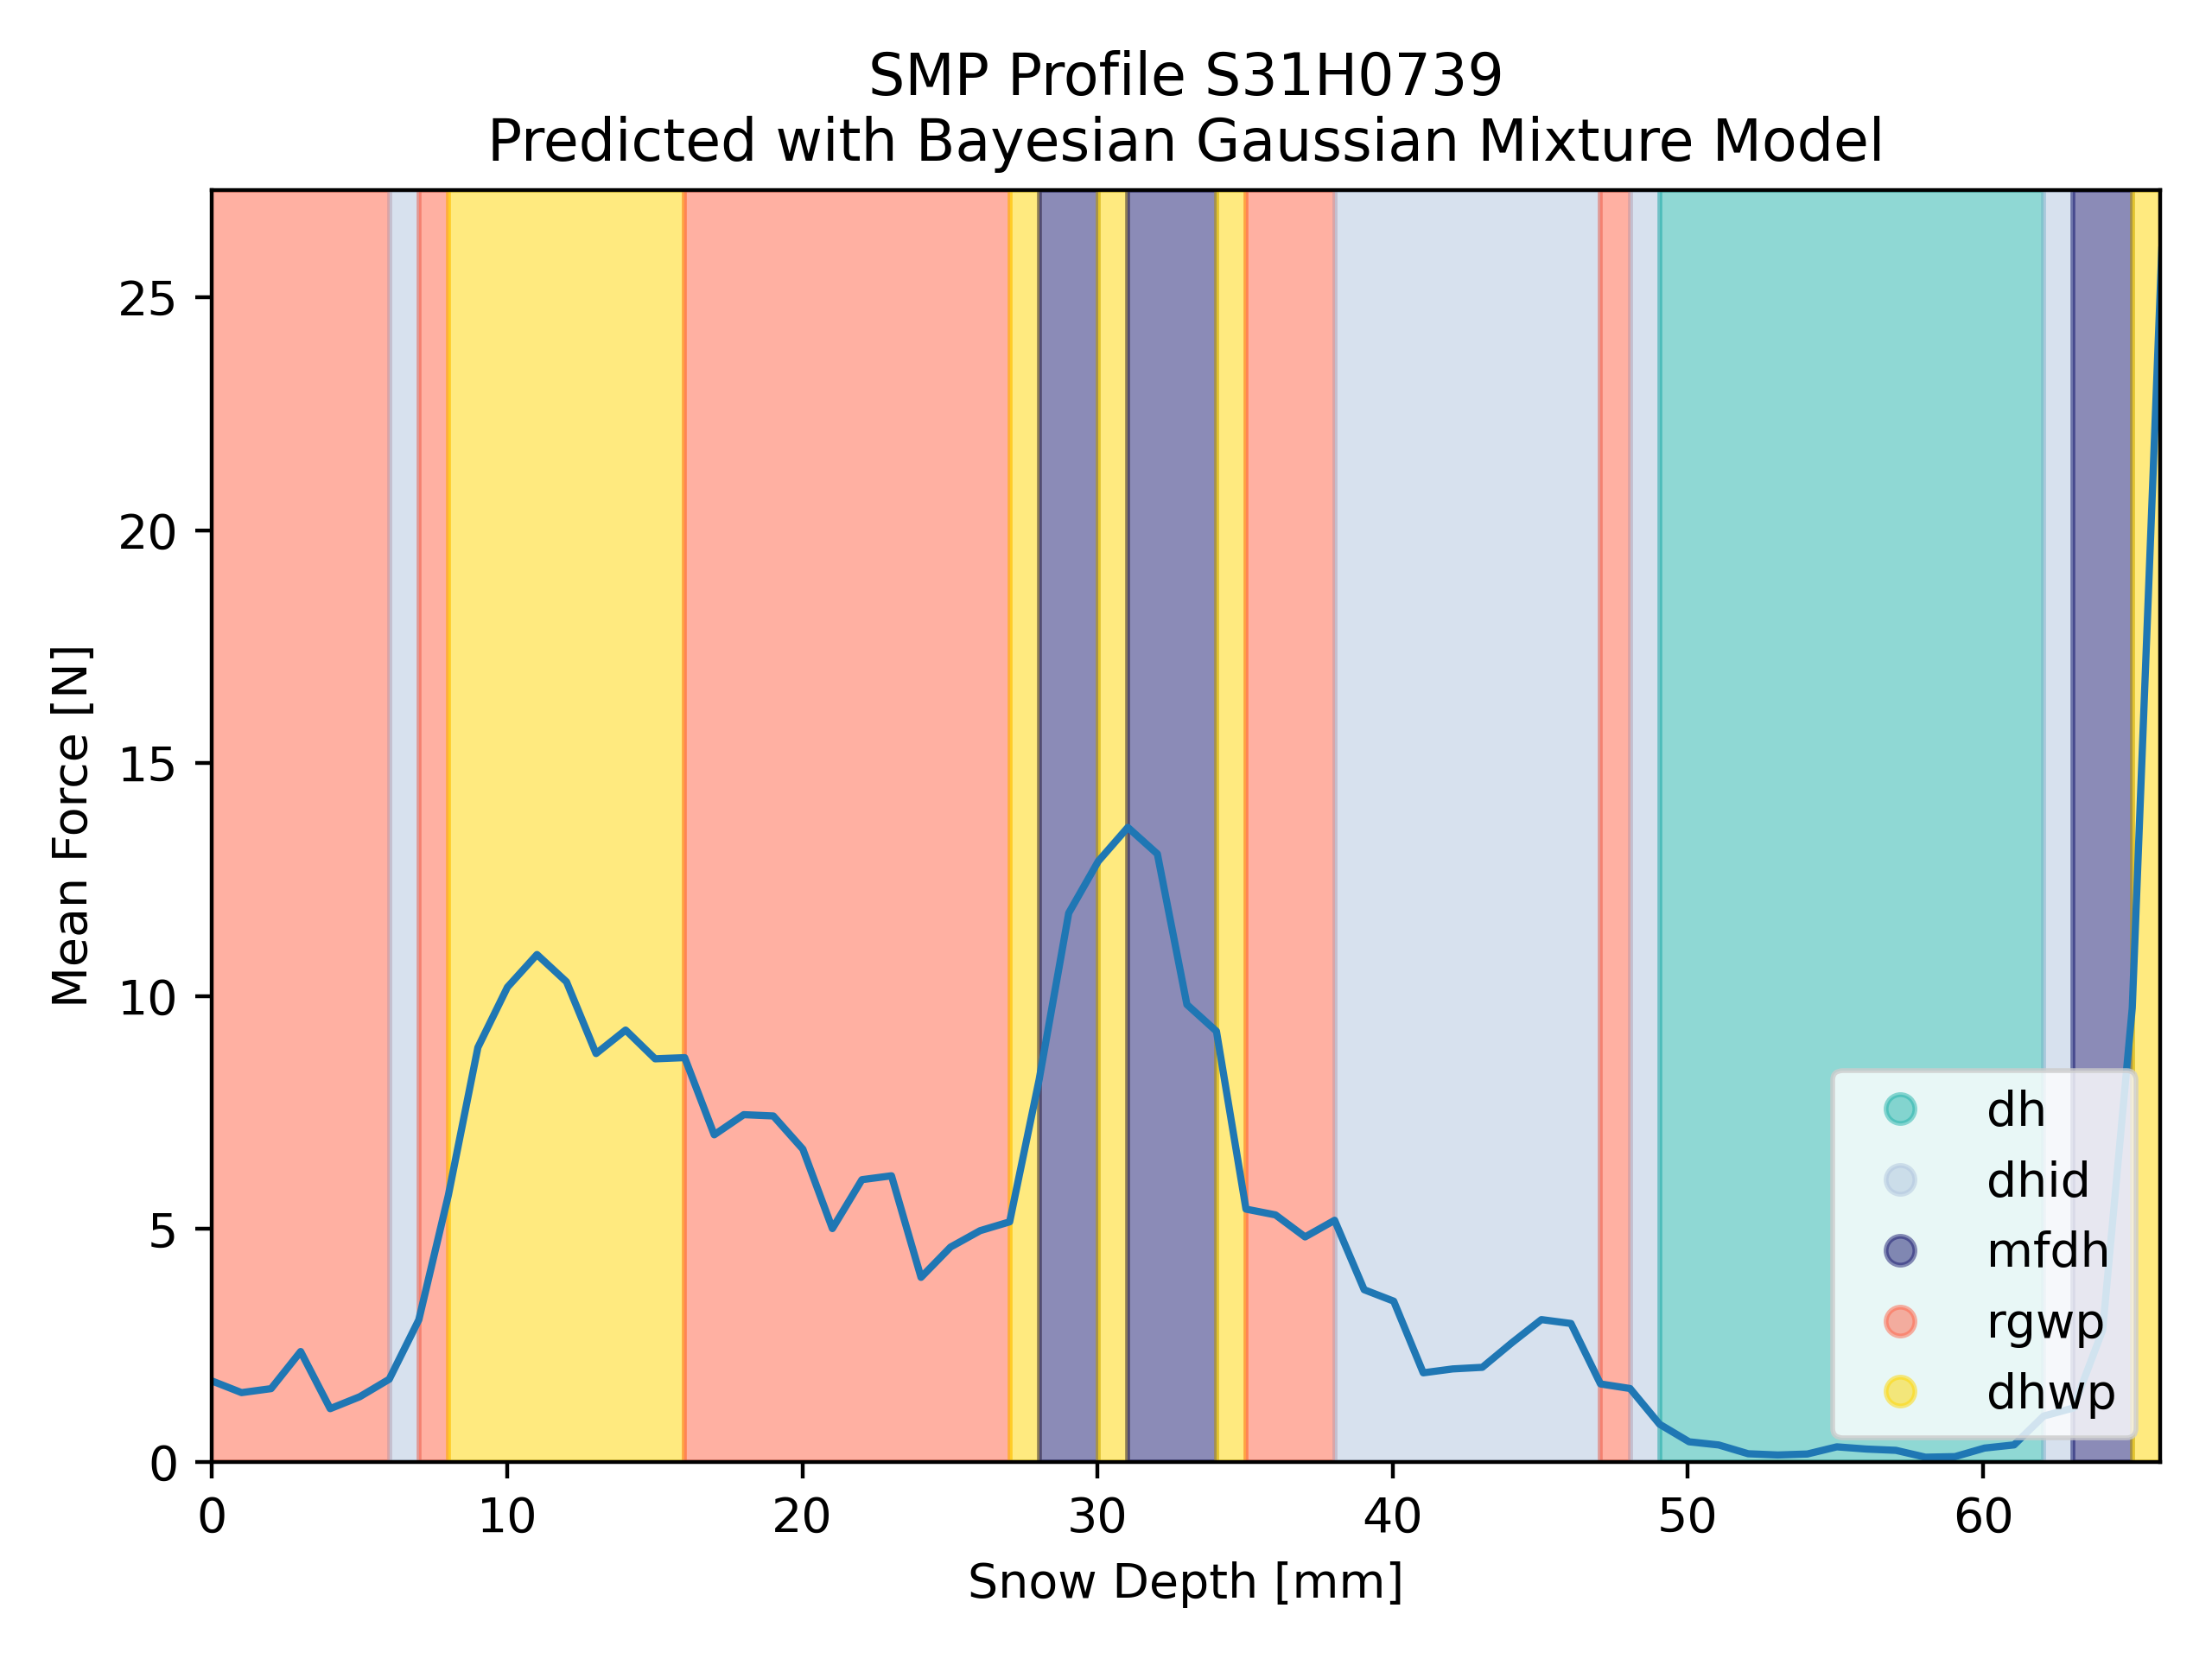 SMP Profile S31H0739
Predicted with Bayesian Gaussian Mixture Model
Mean Force [N]
25
20
15
10
5
0
dh
dhid
mfdh
rgwp
dhwp
0 10 20 30 40 50 60
Snow Depth [mm]